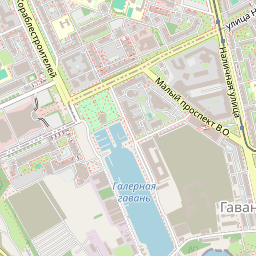 Кораблестроителей
улица Н
Наличная улица
Малый проспект В.О
Галерная
гавань
Гаван